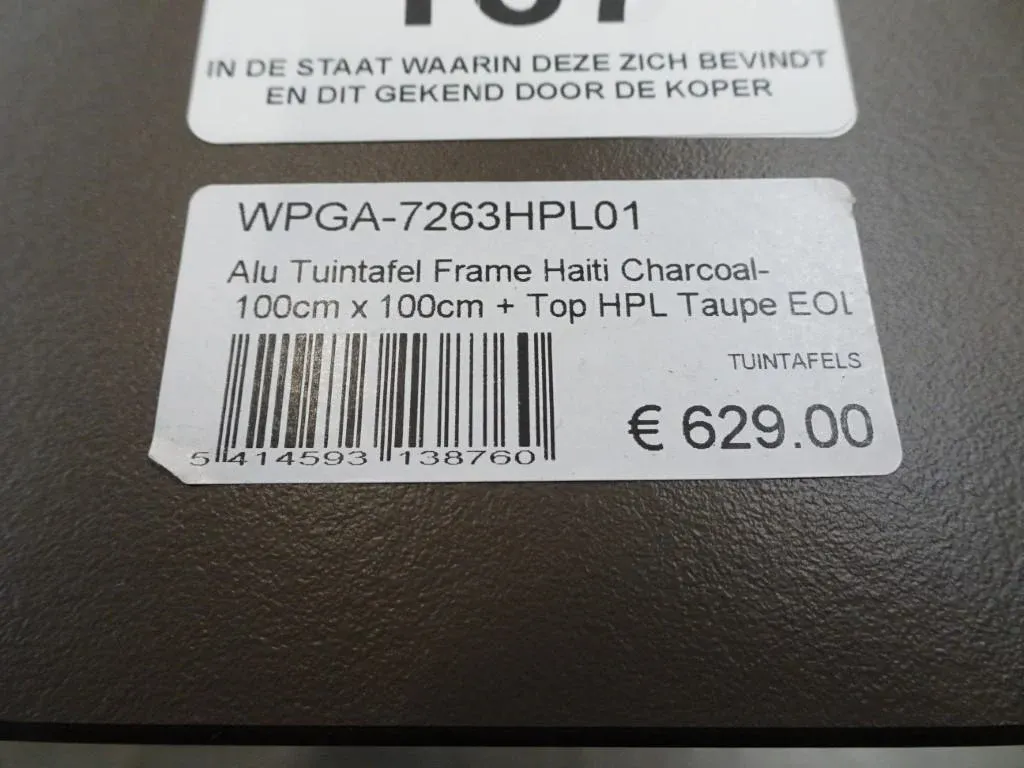 IN DE STAAT WAARIN DEZE ZICH BEVINDT
EN DIT GEKEND DOOR DE KOPER
WPGA-7263HPL01
Alu Tuintafel Frame Haiti Charcoal-
100cm x 100cm + Top HPL Taupe EOL
TUINTAFELS
€ 629.00
5 414593 138760